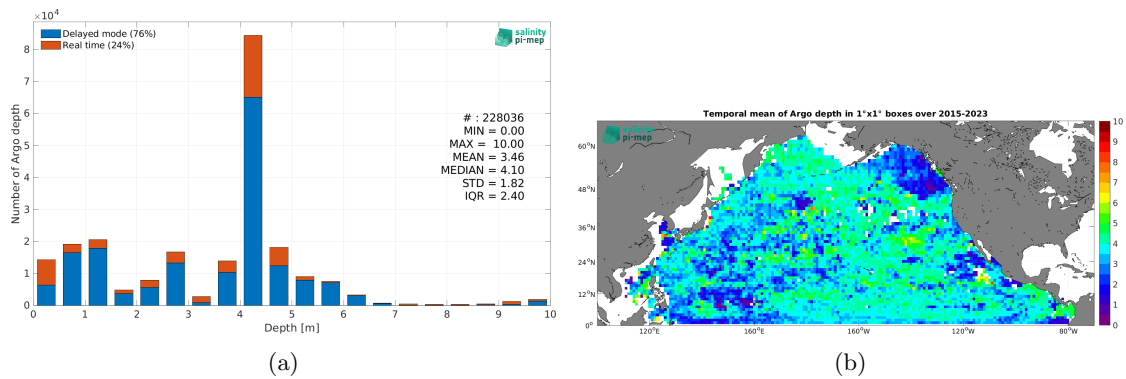 ×10⁴
Delayed mode (76%)
Real time (24%)
salinity
pi-mep
8
7
6
5
4
3
2
1
0
Number of Argo depth
# : 228036
MIN = 0.00
MAX = 10.00
MEAN = 3.46
MEDIAN = 4.10
STD = 1.82
IQR = 2.40
0 1 2 3 4 5 6 7 8 9 10
Depth [m]
(a)
Temporal mean of Argo depth in 1°x1° boxes over 2015-2023
salinity
pi-mep
60°N
48°N
36°N
24°N
12°N
0°
120°E 160°E 160°W 120°W 80°W
10
9
8
7
6
5
4
3
2
1
0
(b)